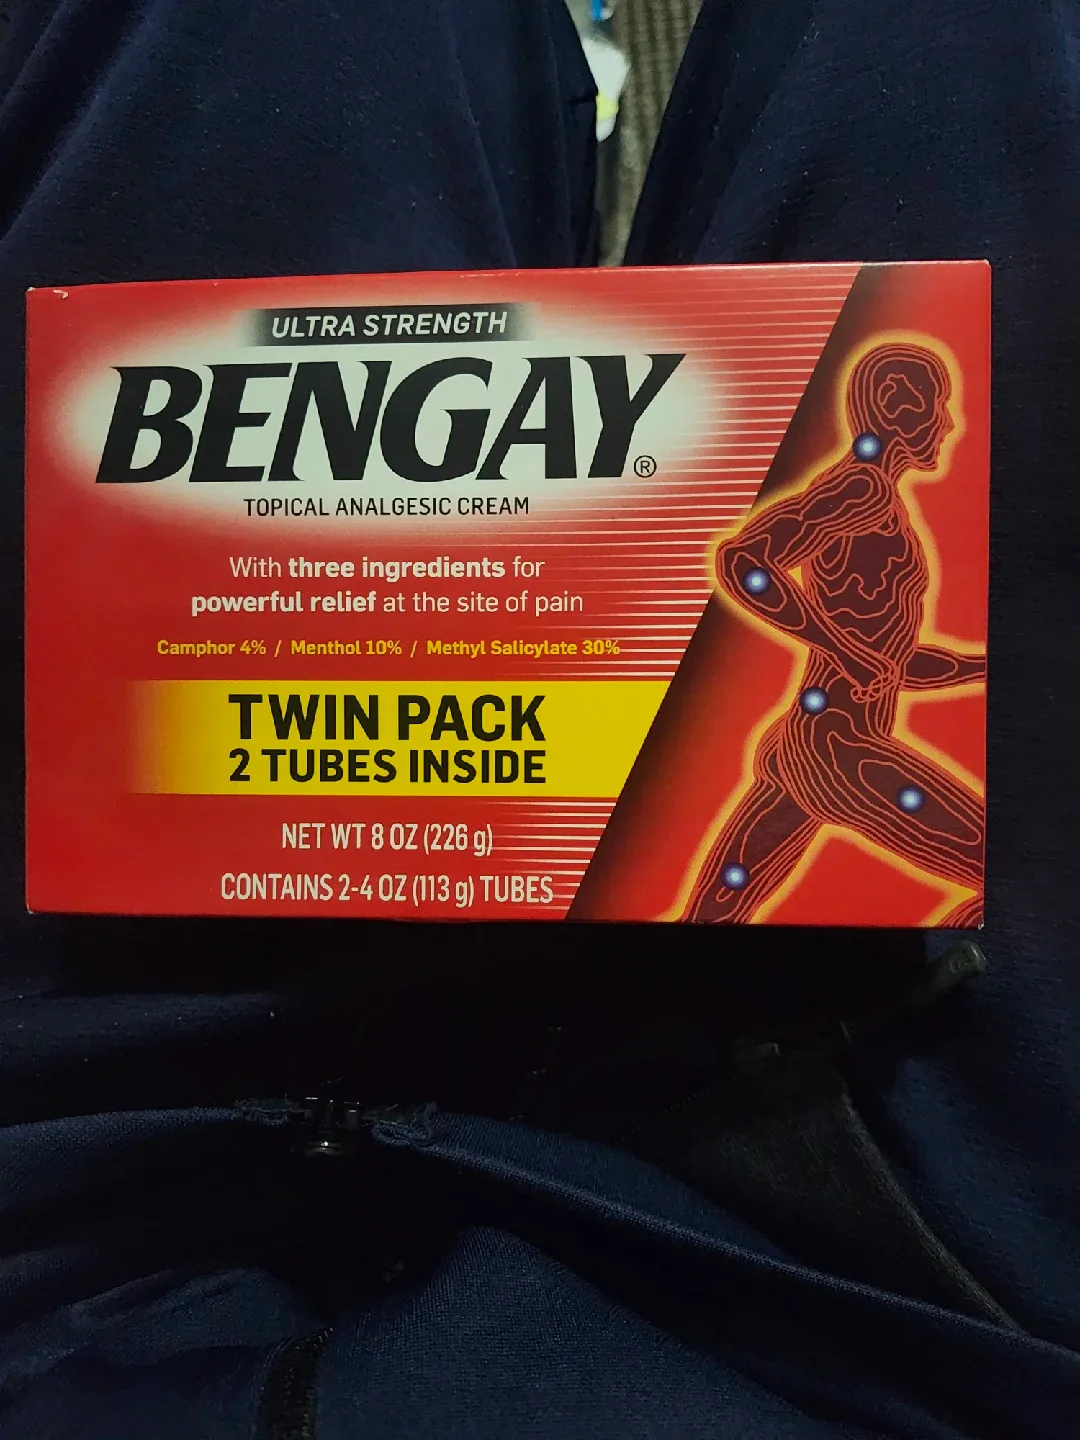 ULTRA STRENGTH
BENGAY®
TOPICAL ANALGESIC CREAM
With three ingredients for
powerful relief at the site of pain
Camphor 4% / Menthol 10% / Methyl Salicylate 30%
TWIN PACK
2 TUBES INSIDE
NET WT 8 OZ (226 g)
CONTAINS 2-4 OZ (113 g) TUBES